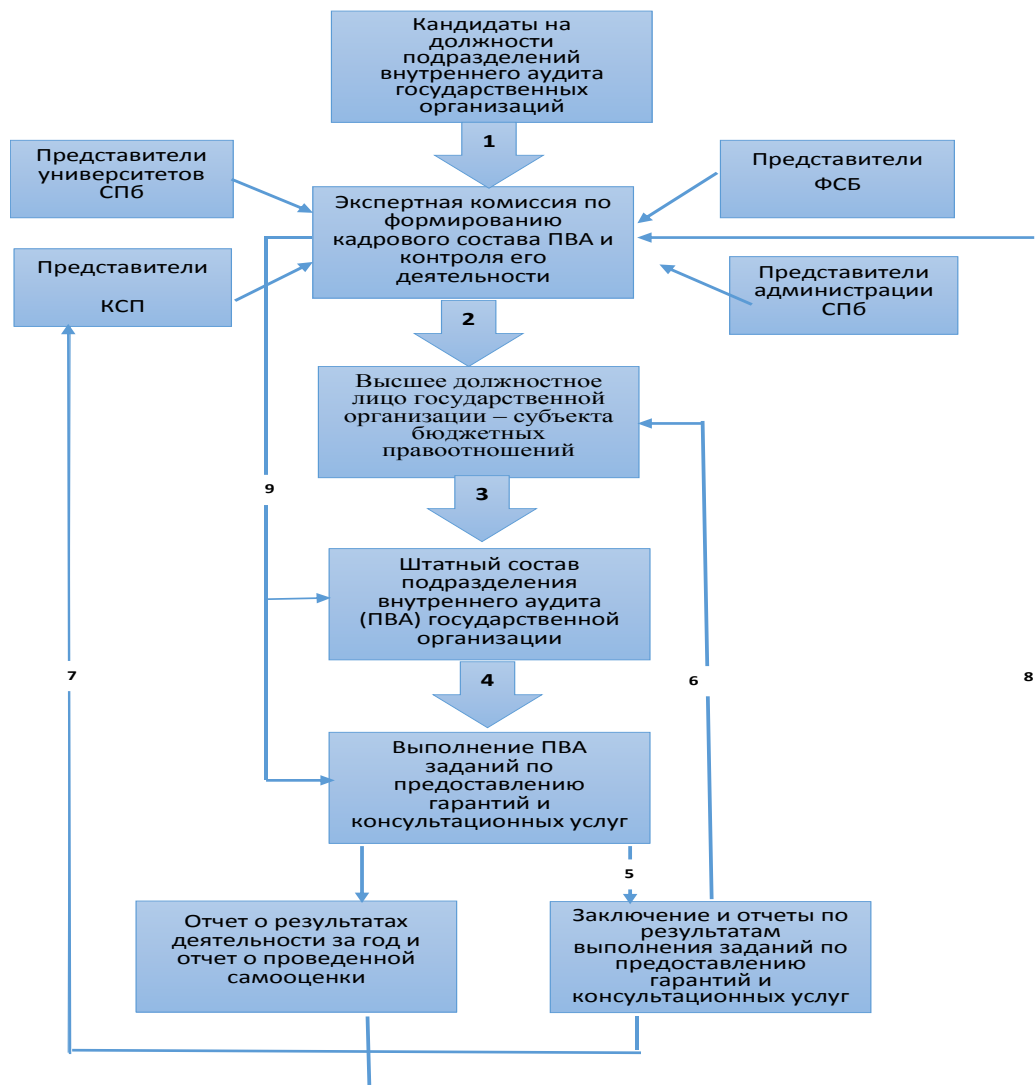 Кандидаты на
должности
подразделений
внутреннего аудита
государственных
организаций
1
Представители
университетов
СПб
Представители
ФСБ
Экспертная комиссия по
формированию
кадрового состава ПВА и
контроля его
деятельности
Представители
КСП
Представители
администрации
СПб
2
Высшее должностное
лицо государственной
организации – субъекта
бюджетных
правоотношений
9
3
Штатный состав
подразделения
внутреннего аудита
(ПВА) государственной
организации
7
4
6
8
Выполнение ПВА
заданий по
предоставлению
гарантий и
консультационных услуг
5
Отчет о результатах
деятельности за год и
отчет о проведенной
самооценки
Заключение и отчеты по
результатам
выполнения заданий по
предоставлению
гарантий и
консультационных услуг